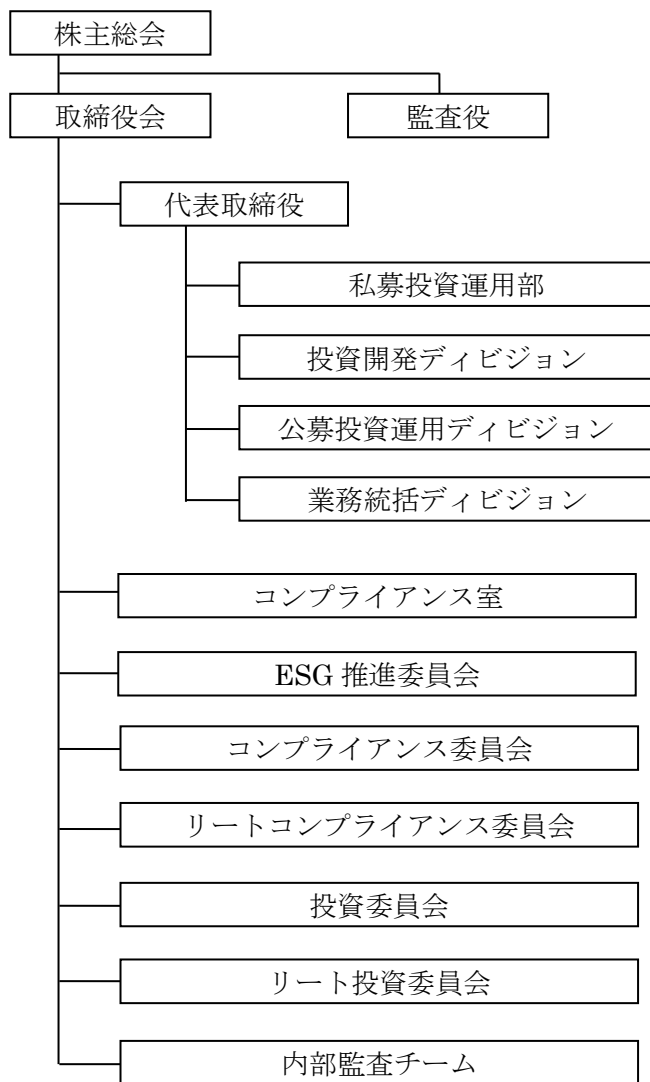 株主総会
取締役会
監査役
代表取締役
私募投資運用部
投資開発ディビジョン
公募投資運用ディビジョン
業務統括ディビジョン
コンプライアンス室
ESG 推進委員会
コンプライアンス委員会
リートコンプライアンス委員会
投資委員会
リート投資委員会
内部監査チーム